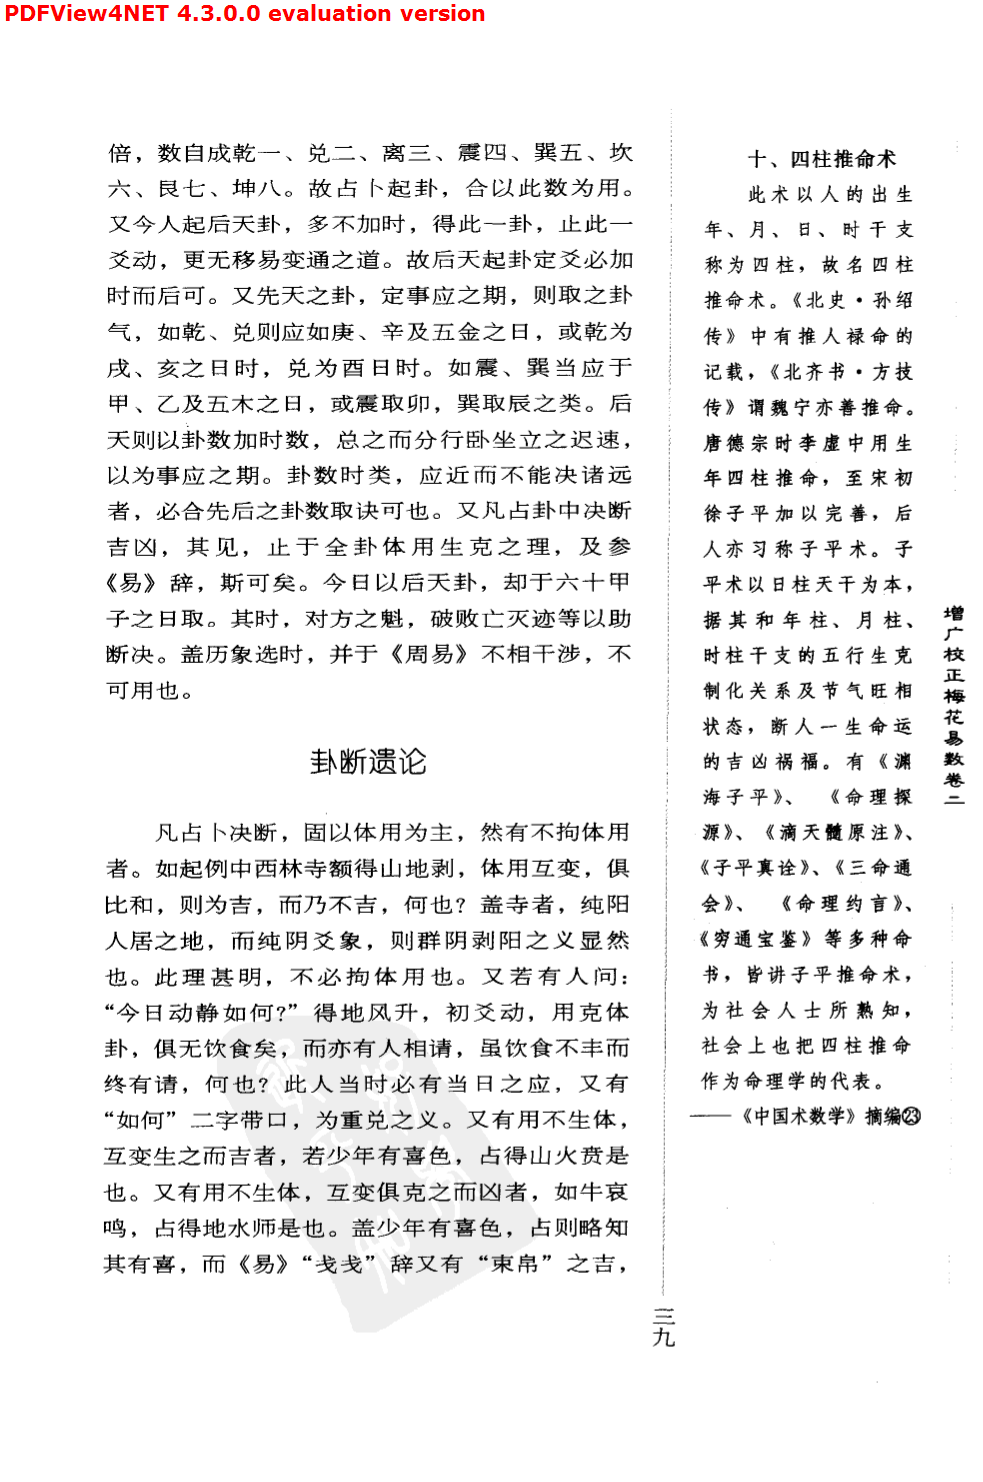 PDFView4NET 4.3.0.0 evaluation version
倍，数自成乾一、兑二、离三、震四、巽五、坎
六、艮七、坤八。故占卜起卦，合以此数为用。
又今人起后天卦，多不加时，得此一卦，止此一
爻动，更无移易变通之道。故后天起卦定爻必加
时而后可。又先天之卦，定事应之期，则取之卦
气，如乾、兑则应如庚、辛及五金之日，或乾为
戌、亥之日时，兑为酉日时。如震、巽当应于
甲、乙及五木之日，或震取卯，巽取辰之类。后
天则以卦数加时数，总之而分行卧坐立之迟速，
以为事应之期。卦数时类，应近而不能决诸远
者，必合先后之卦数取诀可也。又凡占卦中决断
吉凶，其见，止于全卦体用生克之理，及参
《易》辞，斯可矣。今日以后天卦，却于六十甲
子之日取。其时，对方之魁，破败亡灭迹等以助
断决。盖历象选时，并于《周易》不相干涉，不
可用也。
卦断遗论
凡占卜决断，固以体用为主，然有不拘体用
者。如起例中西林寺额得山地剥，体用互变，俱
比和，则为吉，而乃不吉，何也？盖寺者，纯阳
人居之地，而纯阴爻象，则群阴剥阳之义显然
也。此理甚明，不必拘体用也。又若有人问：
“今日动静如何?”得地风升，初爻动，用克体
卦，俱无饮食矣，而亦有人相请，虽饮食不丰而
终有请，何也？此人当时必有当日之应，又有
“如何”二字带口，为重兑之义。又有用不生体，
互变生之而吉者，若少年有喜色，占得山火贲是
也。又有用不生体，互变俱克之而凶者，如牛哀
鸣，占得地水师是也。盖少年有喜色，占则略知
其有喜，而《易》“戋戋”辞又有“束帛”之吉，
十、四柱推命术
此术以人的出生
年、月、日、时干支
称为四柱，故名四柱
推命术。《北史·孙绍
传》中有推人禄命的
记载，《北齐书·方技
传》谓魏宁亦善推命。
唐德宗时李虚中用生
年四柱推命，至宋初
徐子平加以完善，后
人亦习称子平术。子
平术以日柱天干为本，
据其和年柱、月柱、
时柱干支的五行生克
制化关系及节气旺相
状态，断人一生命运
的吉凶祸福。有《渊
海子平》、《命理探
源》、《滴天髓原注》、
《子平真诠》、《三命通
会》、《命理约言》、
《穷通宝鉴》等多种命
书，皆讲子平推命术，
为社会人士所熟知，
社会上也把四柱推命
作为命理学的代表。
——《中国术数学》摘编㉓
增广校正梅花易数卷二
三九